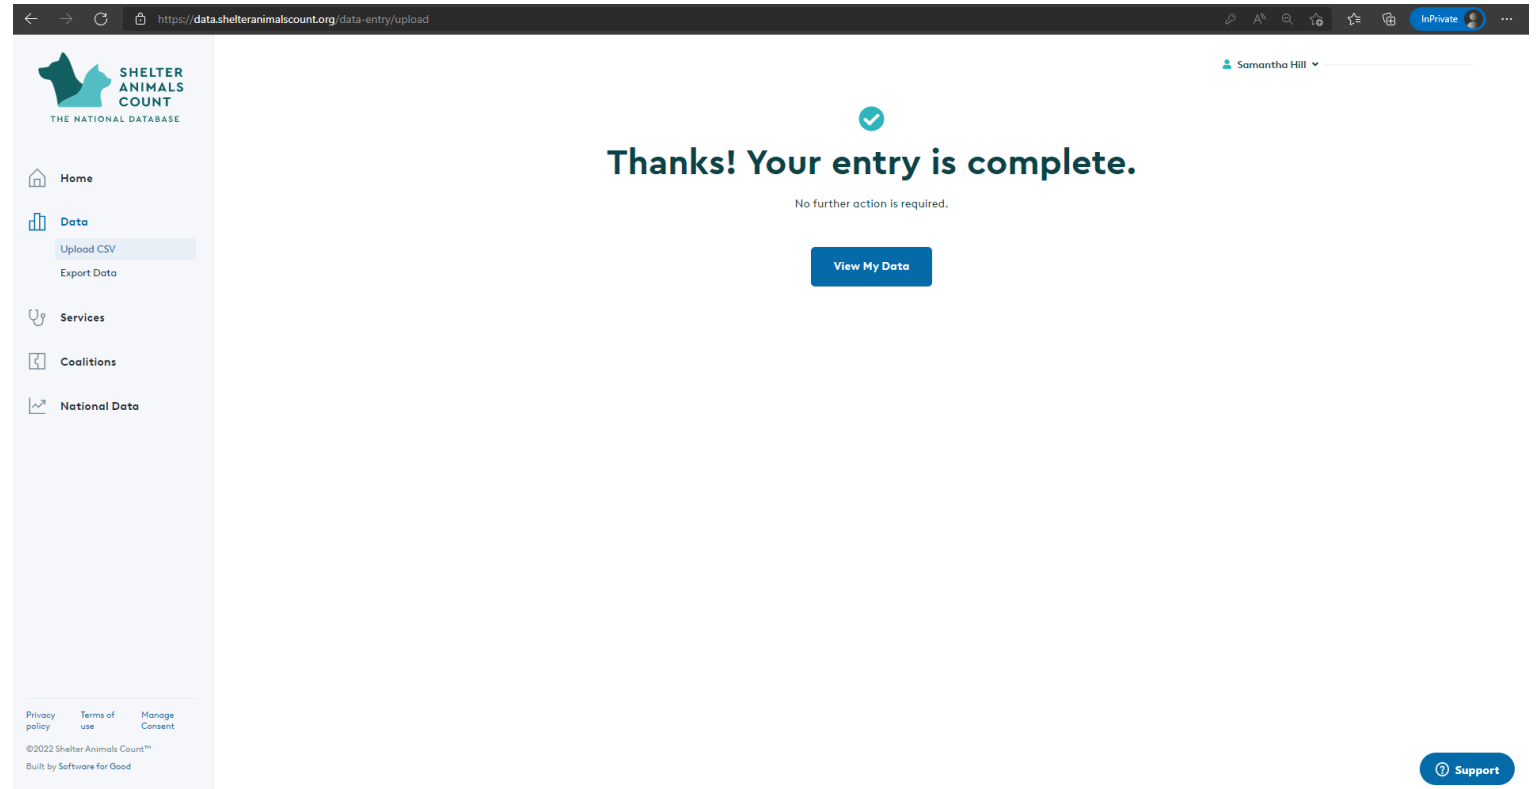 https://data.shelteranimalscount.org/data-entry/upload
InPrivate
SHELTER
ANIMALS
COUNT
THE NATIONAL DATABASE
Home
Data
Upload CSV
Export Data
Services
Coalitions
National Data
Privacy policy
Terms of use
Manage Consent
©2022 Shelter Animals Count™
Built by Software for Good
Samantha Hill
Thanks! Your entry is complete.
No further action is required.
View My Data
Support